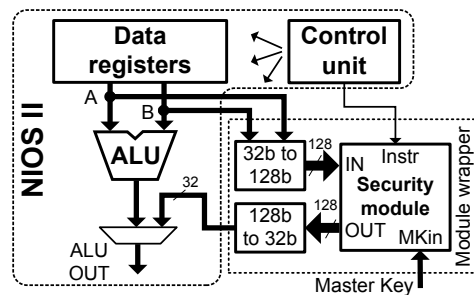 Data
registers
Control
unit
NIOS II
A
B
ALU
32
ALU
OUT
32b to
128b
128
128b
to 32b
128
IN
Instr
Security
module
OUT
MKin
Module wrapper
Master Key